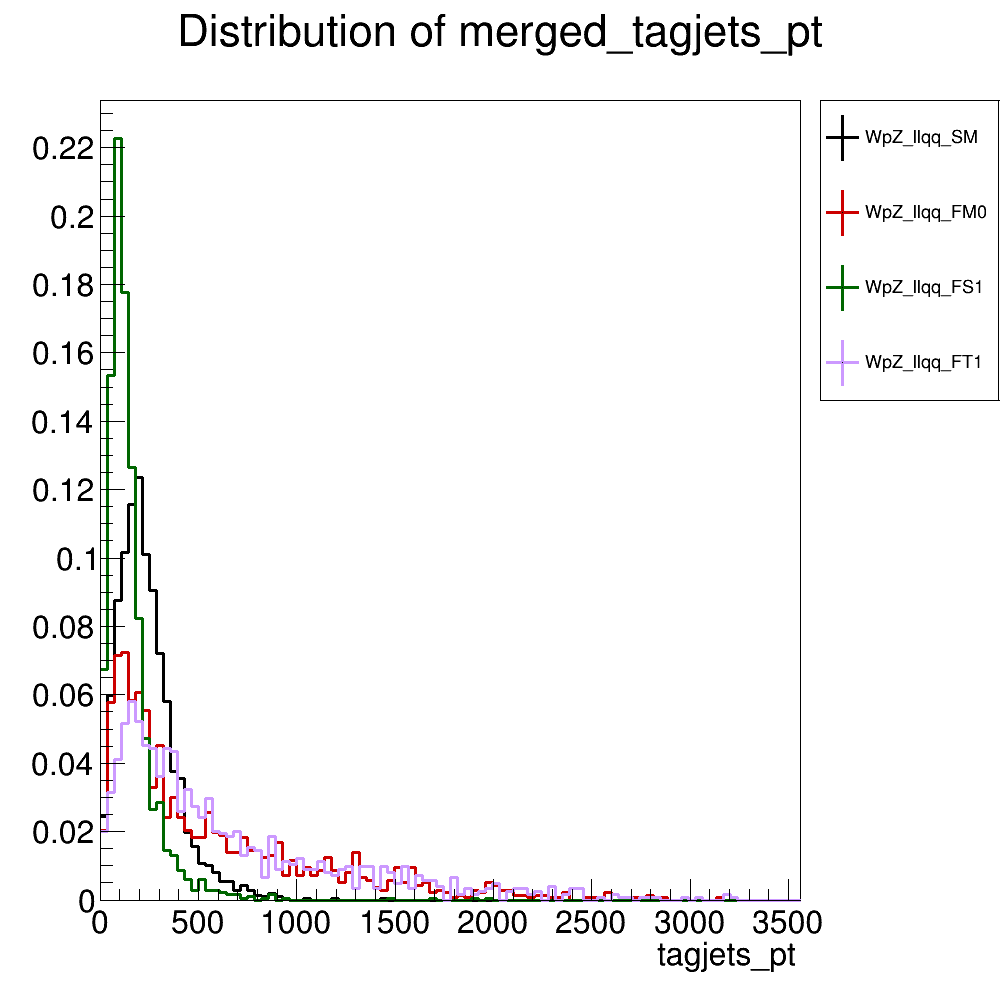 Distribution of merged_tagjets_pt
0.22
0.2
0.18
0.16
0.14
0.12
0.1
0.08
0.06
0.04
0.02
0
0 500 1000 1500 2000 2500 3000 3500
tagjets_pt
WpZ_llqq_SM
WpZ_llqq_FM0
WpZ_llqq_FS1
WpZ_llqq_FT1